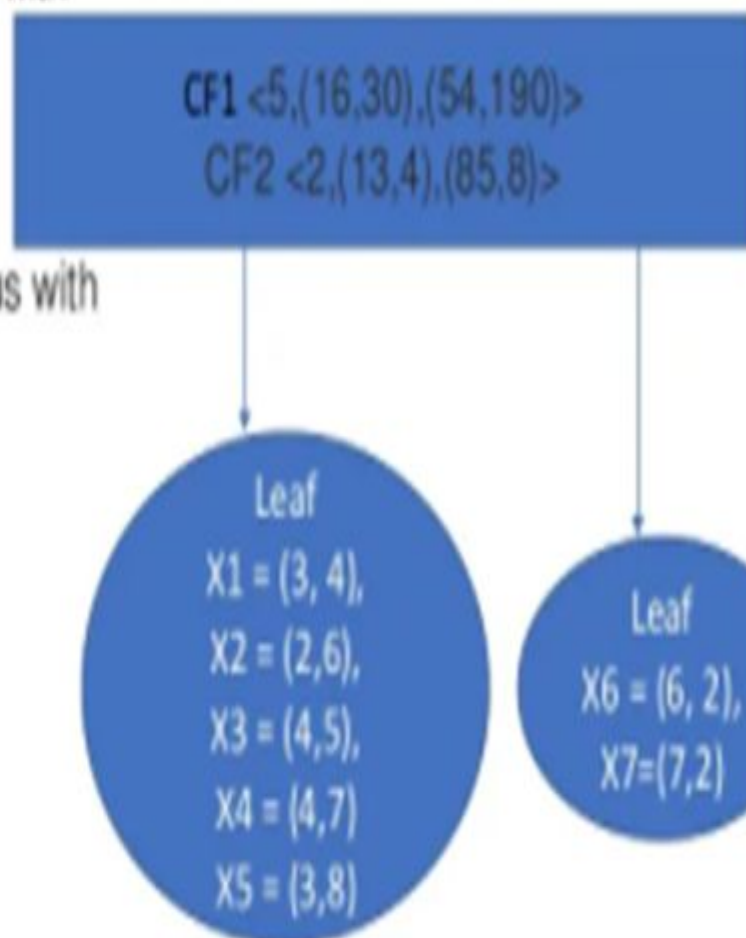 CF1 <5,(16,30),(54,190)>
CF2 <2,(13,4),(85,8)>
with
Leaf
X1 = (3, 4),
X2 = (2,6),
X3 = (4,5),
X4 = (4,7)
X5 = (3,8)
Leaf
X6 = (6, 2),
X7=(7,2)